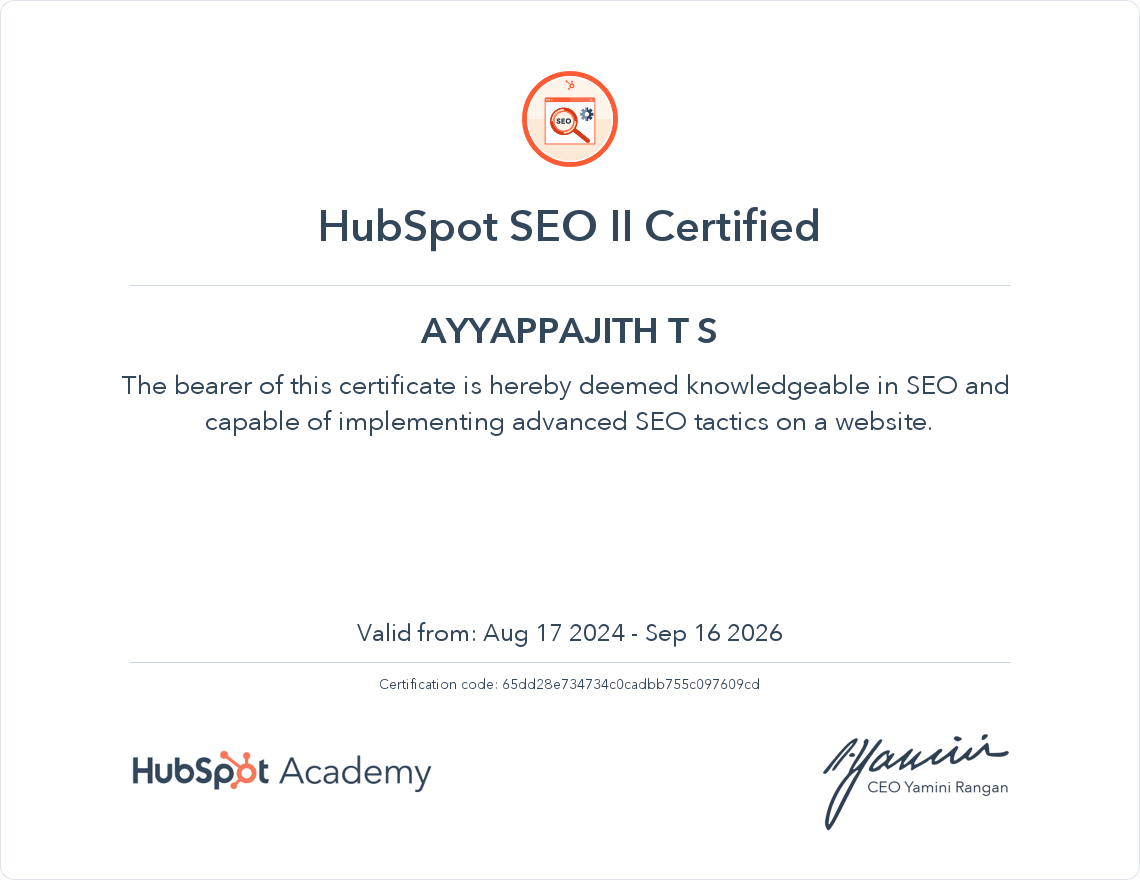 SEO
HubSpot SEO II Certified
AYYAPPAJITH T S
The bearer of this certificate is hereby deemed knowledgeable in SEO and
capable of implementing advanced SEO tactics on a website.
Valid from: Aug 17 2024 - Sep 16 2026
Certification code: 65dd28e734734c0cadbb755c097609cd
HubSpot Academy
CEO Yamini Rangan